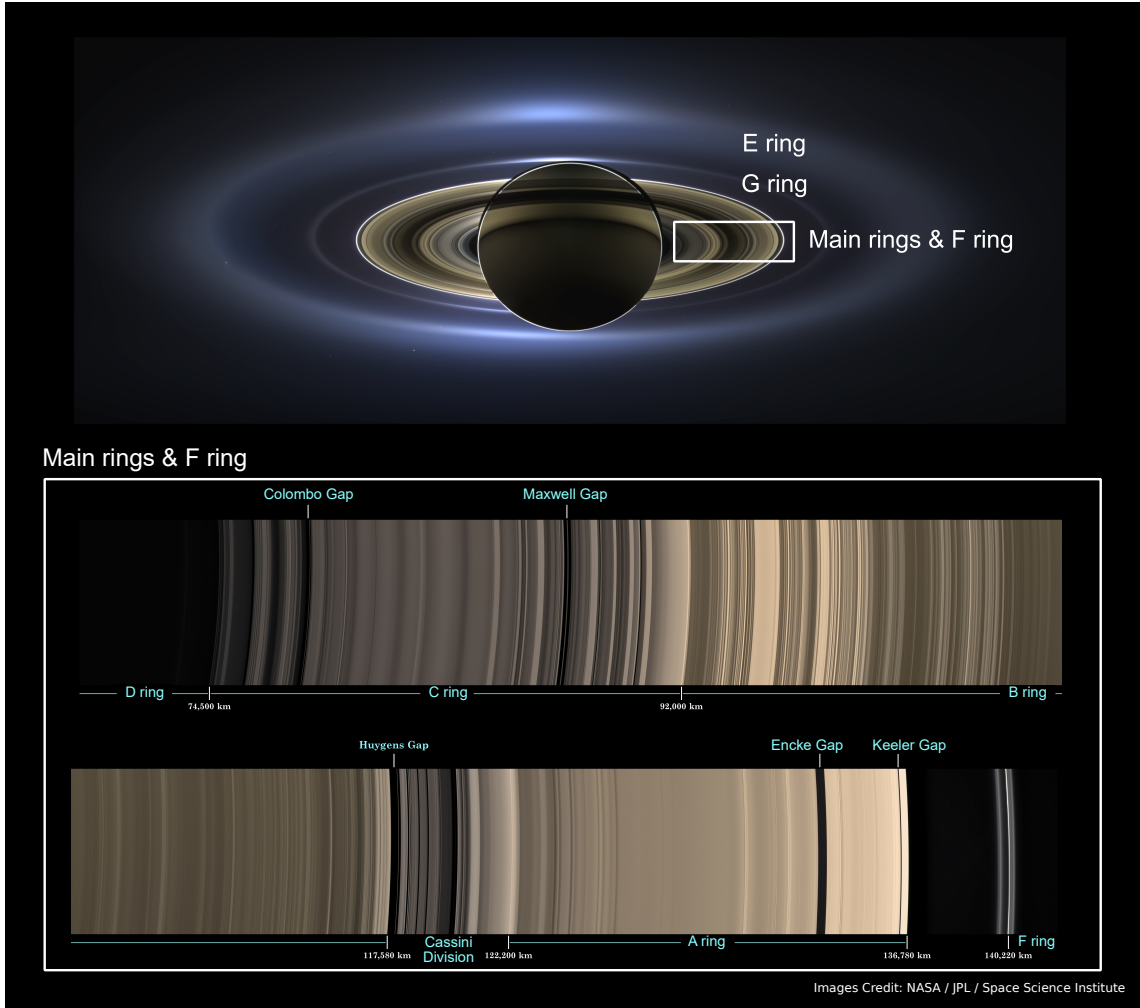 E ring
G ring
Main rings & F ring
Main rings & F ring
Colombo Gap
Maxwell Gap
D ring
C ring
B ring
74,500 km
92,000 km
Huygens Gap
Encke Gap
Keeler Gap
Cassini
Division
A ring
F ring
117,580 km
122,200 km
136,780 km
140,220 km
Images Credit: NASA / JPL / Space Science Institute